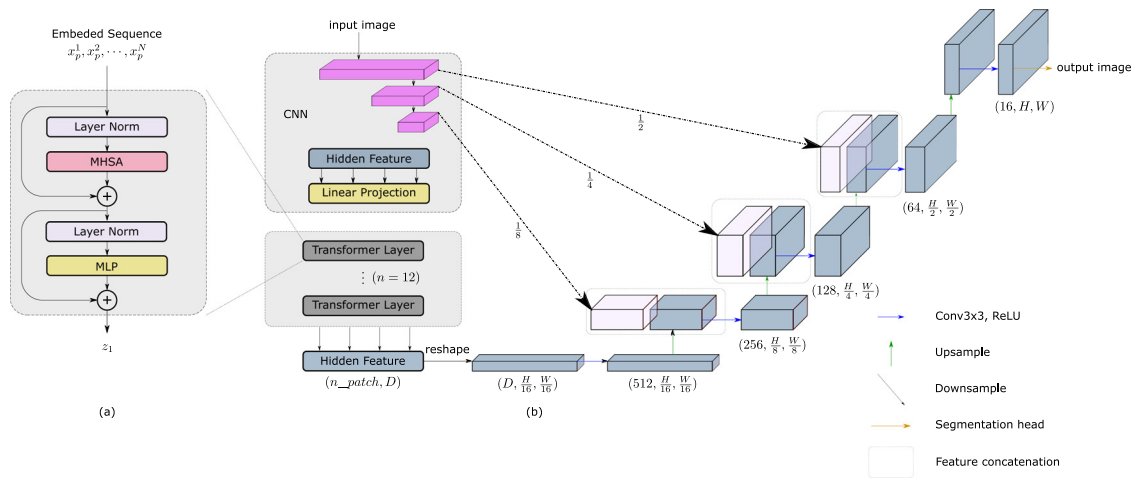 Embeded Sequence
x_p^1, x_p^2, ⋯, x_p^N
Layer Norm
MHSA
+
Layer Norm
MLP
+
z_1
(a)
input image
CNN
Hidden Feature
Linear Projection
Transformer Layer
⋮ (n = 12)
Transformer Layer
Hidden Feature
(n_patch, D)
reshape
(D, H/16, W/16)
(512, H/16, W/16)
(b)
1/2
1/4
1/8
(256, H/8, W/8)
(128, H/4, W/4)
(64, H/2, W/2)
(16, H, W)
output image
Conv3x3, ReLU
Upsample
Downsample
Segmentation head
Feature concatenation